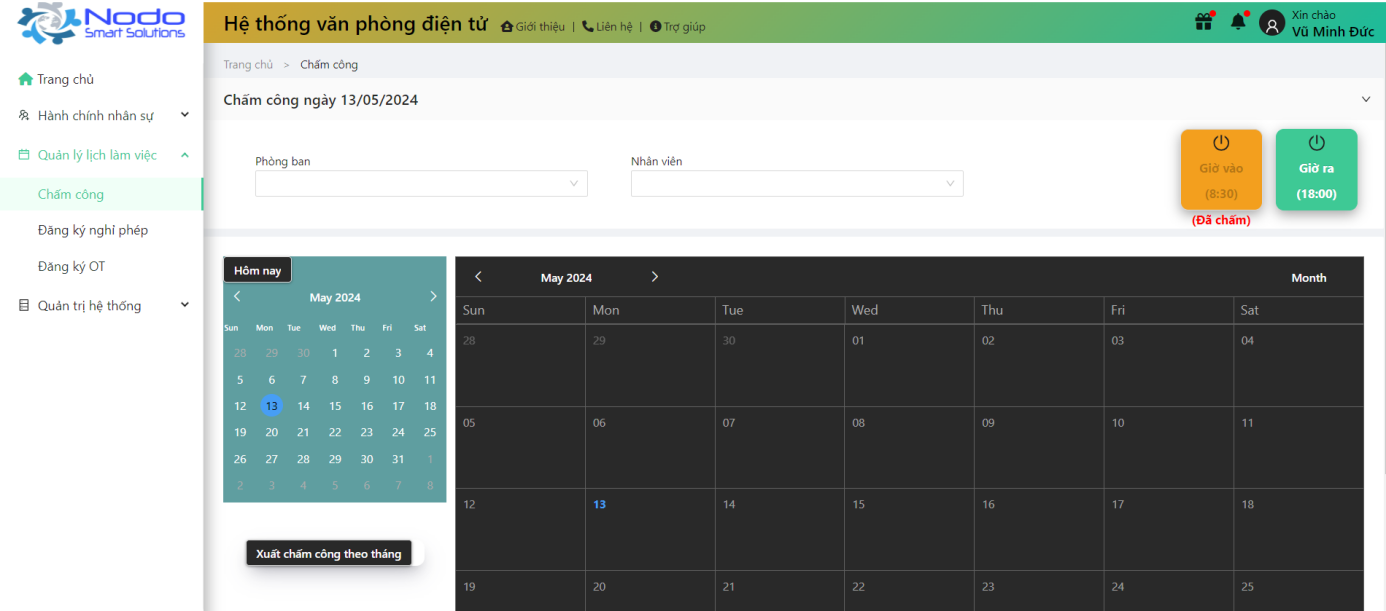 Nodo
Smart Solutions
Hệ thống văn phòng điện tử Giới thiệu | Liên hệ | Trợ giúp
Xin chào
Vũ Minh Đức
Trang chủ
Hành chính nhân sự
Quản lý lịch làm việc
Chấm công
Đăng ký nghỉ phép
Đăng ký OT
Quản trị hệ thống
Trang chủ > Chấm công
Chấm công ngày 13/05/2024
Phòng ban
Nhân viên
Giờ vào
(8:30)
(Đã chấm)
Giờ ra
(18:00)
Hôm nay
May 2024
Sun Mon Tue Wed Thu Fri Sat
28 29 30 1 2 3 4
5 6 7 8 9 10 11
12 13 14 15 16 17 18
19 20 21 22 23 24 25
26 27 28 29 30 31 1
2 3 4 5 6 7 8
Xuất chấm công theo tháng
May 2024 Month
Sun Mon Tue Wed Thu Fri Sat
28 29 30 01 02 03 04
05 06 07 08 09 10 11
12 13 14 15 16 17 18
19 20 21 22 23 24 25